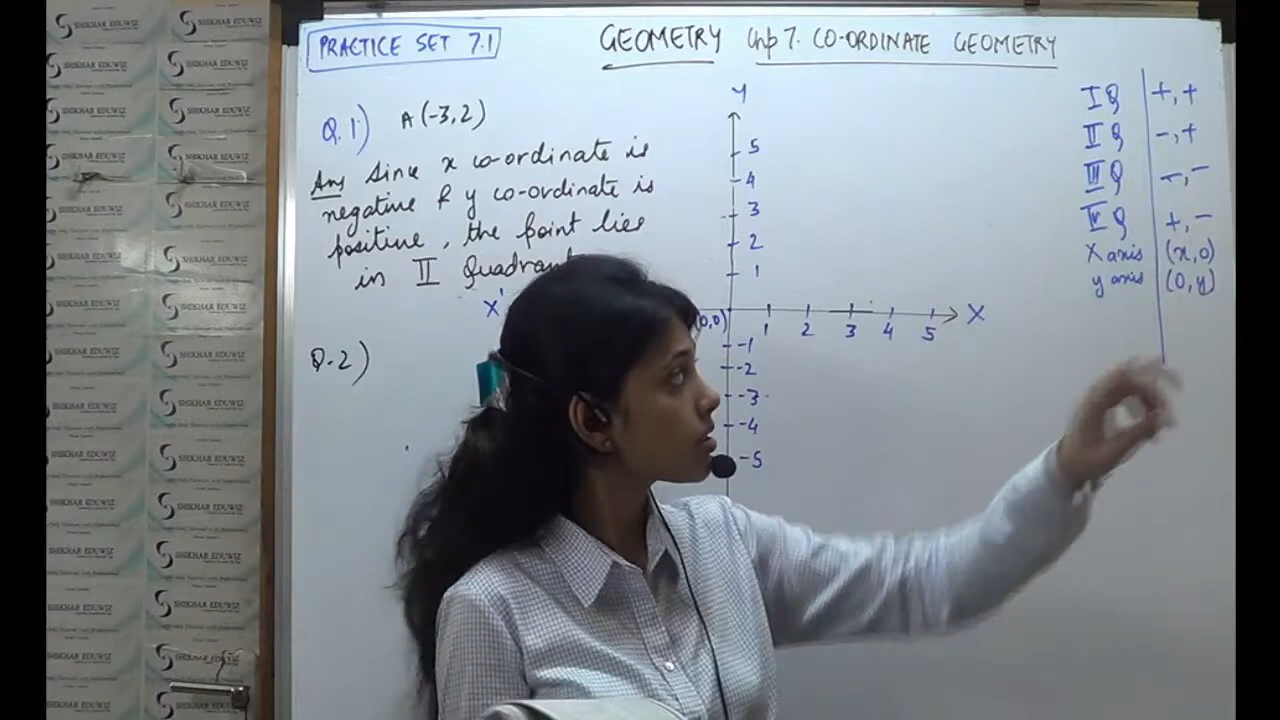 PRACTICE SET 7.1
GEOMETRY Chp 7. CO-ORDINATE GEOMETRY
Q.1) A (-3,2)
Ans Since x co-ordinate is
negative & y co-ordinate is
positive, the point lies
in II Quadrant
Q.2)
Y
5
4
3
2
1
X'
(0,0)
1 2 3 4 5 X
-1
-2
-3
-4
-5
I Q +,+
II Q -,+
III Q -,-
IV Q +,-
X axis (x,0)
y axis (0,y)
SHIKHAR EDUWIZ